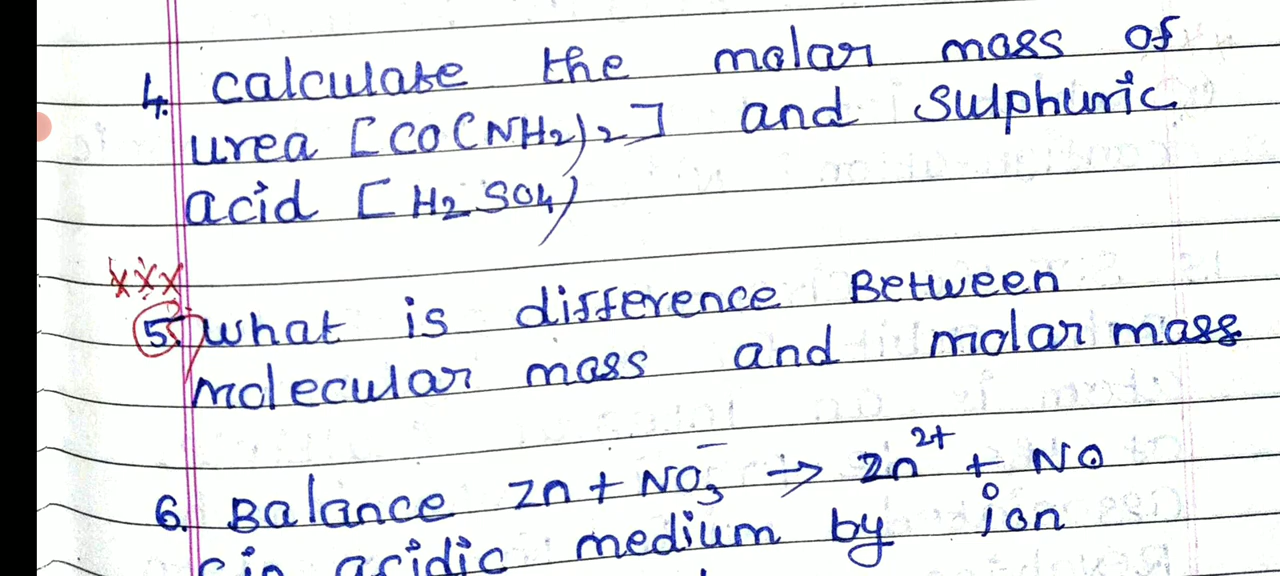 4. calculate the molar mass of
urea [CO(NH2)2] and Sulphuric
acid [H2SO4)
xxx
5. what is difference Between
molecular mass and molar mass
6. Balance Zn + NO3⁻ → Zn²⁺ + NO
(in acidic medium by ion